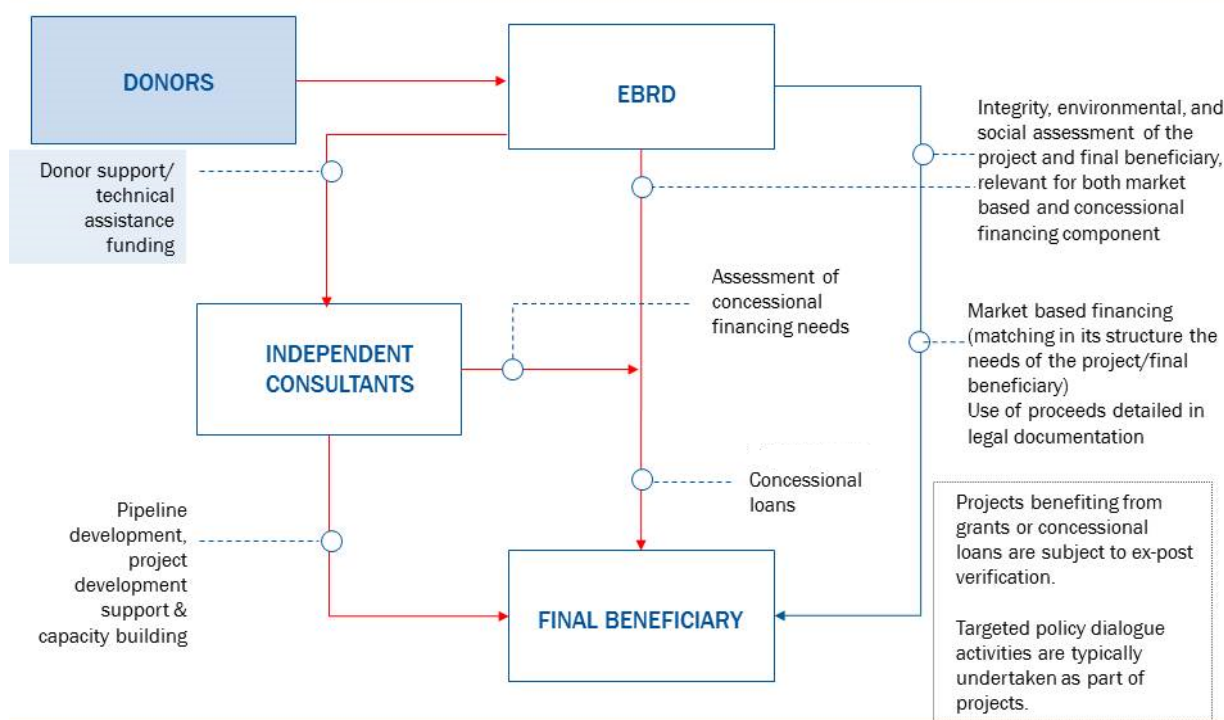 DONORS
EBRD
Donor support/
technical
assistance
funding
Integrity, environmental, and
social assessment of the
project and final beneficiary,
relevant for both market
based and concessional
financing component
Assessment of
concessional
financing needs
INDEPENDENT
CONSULTANTS
Market based financing
(matching in its structure the
needs of the project/final
beneficiary)
Use of proceeds detailed in
legal documentation
Concessional
loans
Pipeline
development,
project
development
support &
capacity building
FINAL BENEFICIARY
Projects benefiting from
grants or concessional
loans are subject to ex-post
verification.
Targeted policy dialogue
activities are typically
undertaken as part of
projects.